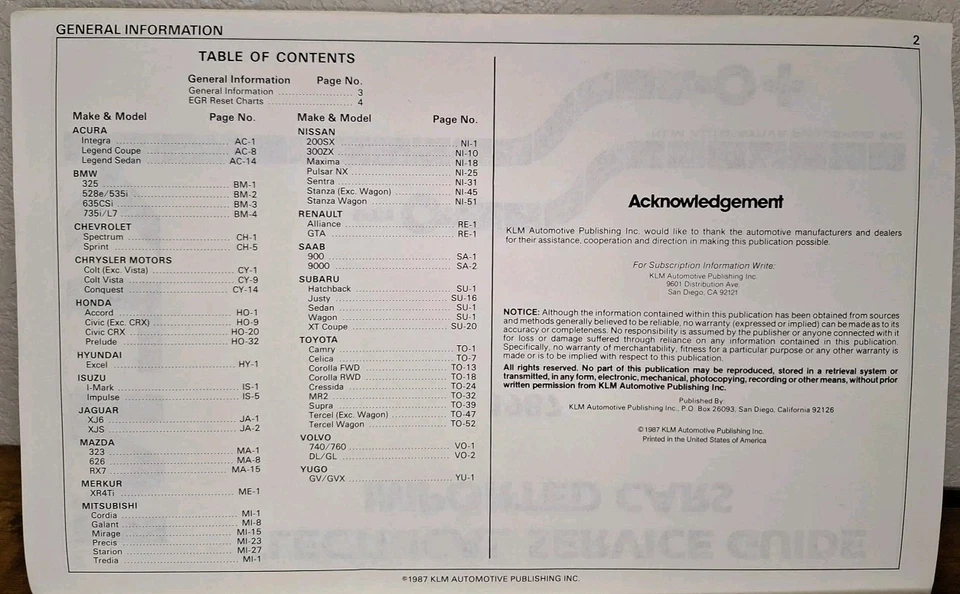 GENERAL INFORMATION
2
TABLE OF CONTENTS
General Information Page No.
General Information 3
EGR Reset Charts 4
Make & Model Page No.
ACURA
Integra AC-1
Legend Coupe AC-8
Legend Sedan AC-14
BMW
325 BM-1
528e/535i BM-2
635CSi BM-3
735i/L7 BM-4
CHEVROLET
Spectrum CH-1
Sprint CH-5
CHRYSLER MOTORS
Colt (Exc. Vista) CY-1
Colt Vista CY-9
Conquest CY-14
HONDA
Accord HO-1
Civic (Exc. CRX) HO-9
Civic CRX HO-20
Prelude HO-32
HYUNDAI
Excel HY-1
ISUZU
I-Mark IS-1
Impulse IS-5
JAGUAR
XJ6 JA-1
XJS JA-2
MAZDA
323 MA-1
626 MA-8
RX7 MA-15
MERKUR
XR4Ti ME-1
MITSUBISHI
Cordia MI-1
Galant MI-8
Mirage MI-15
Precis MI-23
Starion MI-27
Tredia MI-1
Make & Model Page No.
NISSAN
200SX NI-1
300ZX NI-10
Maxima NI-18
Pulsar NX NI-25
Sentra NI-31
Stanza (Exc. Wagon) NI-45
Stanza Wagon NI-51
RENAULT
Alliance RE-1
GTA RE-1
SAAB
900 SA-1
9000 SA-2
SUBARU
Hatchback SU-1
Justy SU-16
Sedan SU-1
Wagon SU-1
XT Coupe SU-20
TOYOTA
Camry TO-1
Celica TO-7
Corolla FWD TO-13
Corolla RWD TO-18
Cressida TO-24
MR2 TO-32
Supra TO-39
Tercel (Exc. Wagon) TO-47
Tercel Wagon TO-52
VOLVO
740/760 VO-1
DL/GL VO-2
YUGO
GV/GVX YU-1
Acknowledgement
KLM Automotive Publishing Inc. would like to thank the automotive manufacturers and dealers
for their assistance, cooperation and direction in making this publication possible.
For Subscription Information Write:
KLM Automotive Publishing Inc.
9601 Distribution Ave.
San Diego, CA 92121
NOTICE: Although the information contained within this publication has been obtained from sources
and methods generally believed to be reliable, no warranty (expressed or implied) can be made as to its
accuracy or completeness. No responsibility is assumed by the publisher or anyone connected with it
for loss or damage suffered through reliance on any information contained in this publication.
Specifically, no warranty of merchantability, fitness for a particular purpose or any other warranty is
made or is to be implied with respect to this publication.
All rights reserved. No part of this publication may be reproduced, stored in a retrieval system or
transmitted, in any form, electronic, mechanical, photocopying, recording or other means, without prior
written permission from KLM Automotive Publishing Inc.
Published By:
KLM Automotive Publishing Inc., P.O. Box 26093. San Diego, California 92126
©1987 KLM Automotive Publishing Inc.
Printed in the United States of America
©1987 KLM AUTOMOTIVE PUBLISHING INC.